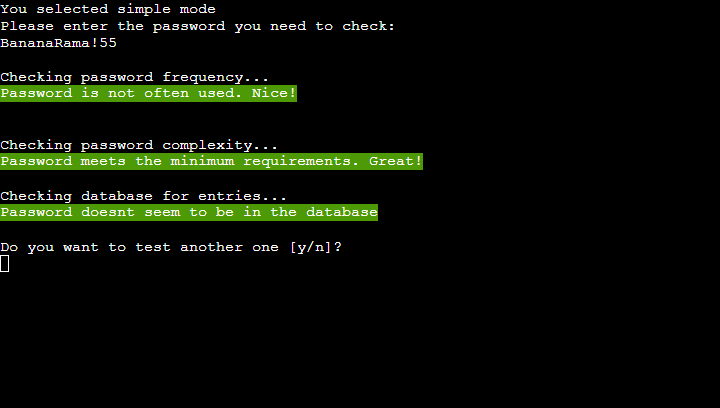 You selected simple mode
Please enter the password you need to check:
BananaRama!55
Checking password frequency...
Password is not often used. Nice!
Checking password complexity...
Password meets the minimum requirements. Great!
Checking database for entries...
Password doesnt seem to be in the database
Do you want to test another one [y/n]?